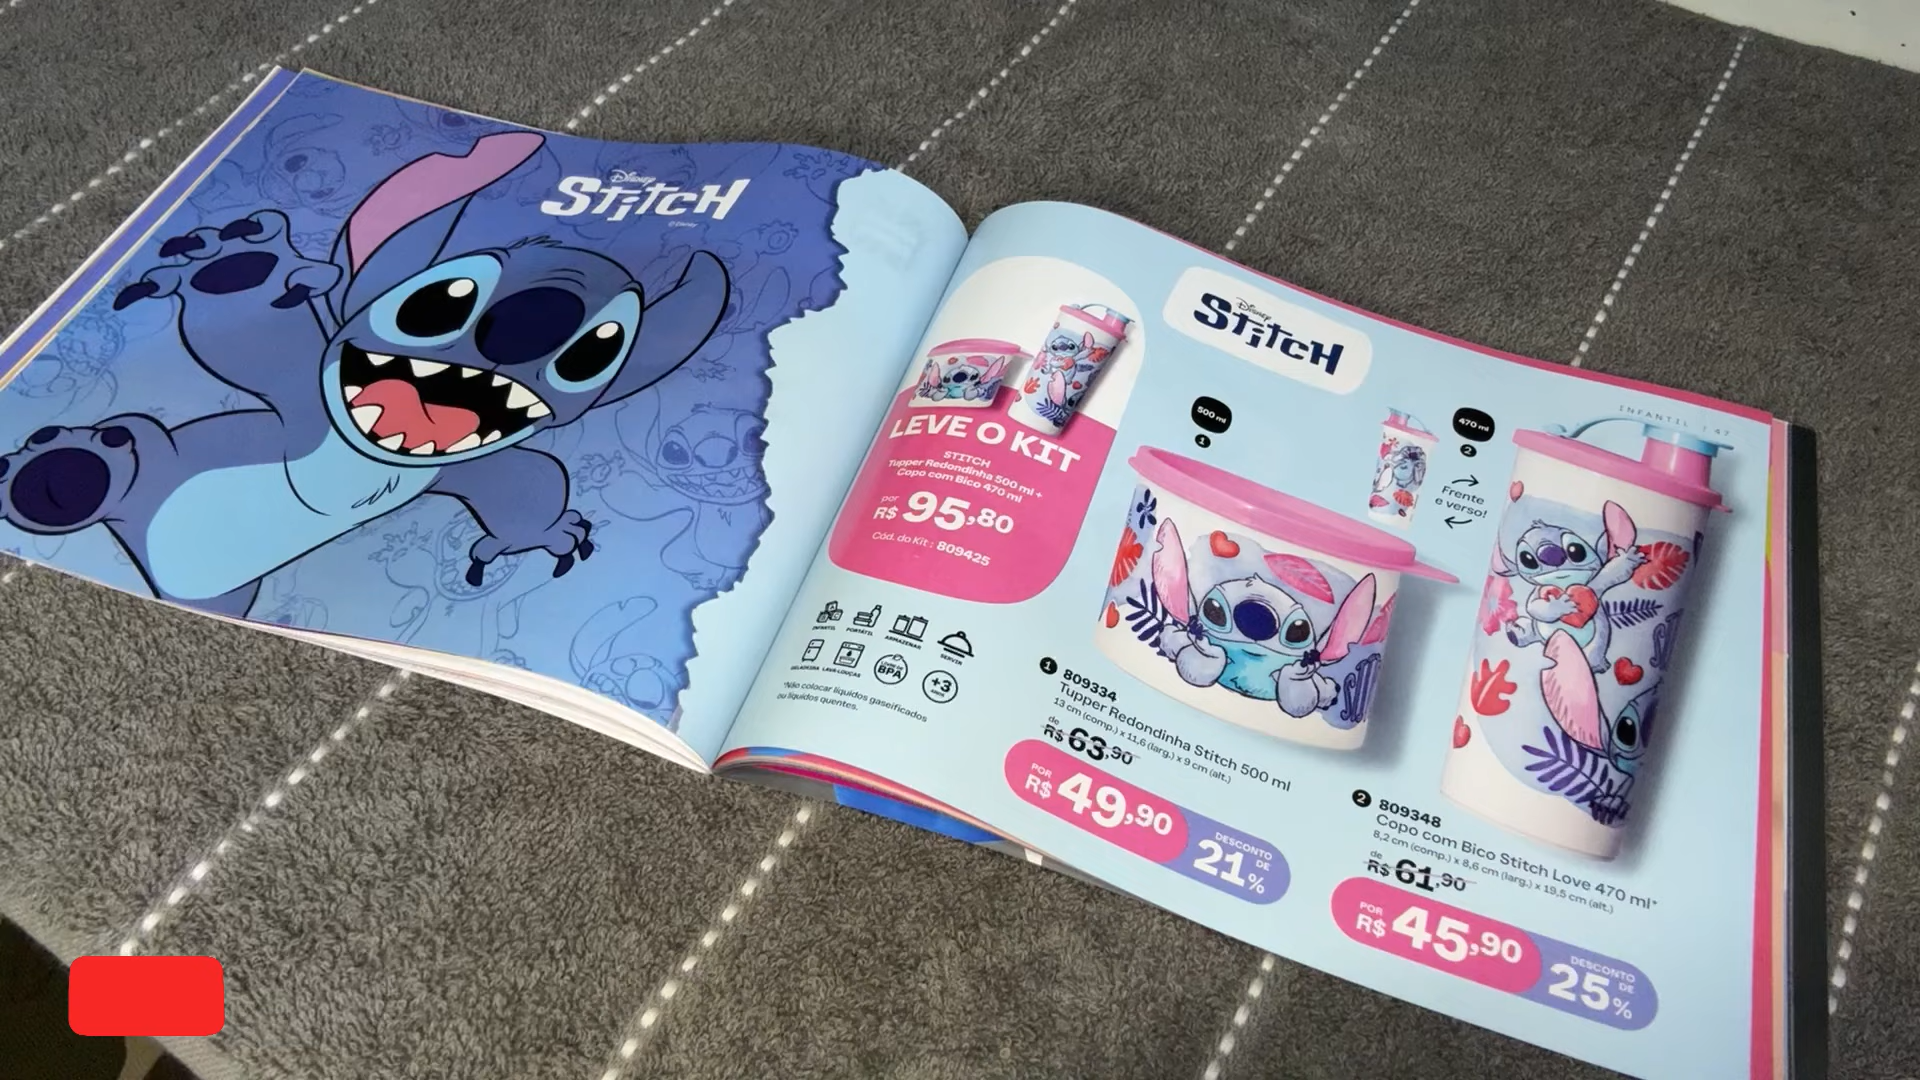 Disney
STiTCH
© Disney
Disney
STiTCH
INFANTIL | 47
LEVE O KIT
STITCH
Tupper Redondinha 500 ml +
Copo com Bico 470 ml
por
R$ 95,80
Cód. do Kit: 809425
500 ml
1
470 ml
2
Frente
e verso!
INFANTIL
PORTÁTIL
ARMAZENAR
SERVIR
GELADEIRA
LAVA-LOUÇAS
LIVRE DE
BPA
+3
ANOS
*Não colocar líquidos gaseificados
ou líquidos quentes.
1 809334
Tupper Redondinha Stitch 500 ml
13 cm (comp.) x 11,6 (larg.) x 9 cm (alt.)
de
R$ 63,90
POR
R$ 49,90
DESCONTO
DE
21%
2 809348
Copo com Bico Stitch Love 470 ml*
8,2 cm (comp.) x 8,6 cm (larg.) x 19,5 cm (alt.)
de
R$ 61,90
POR
R$ 45,90
DESCONTO
DE
25%